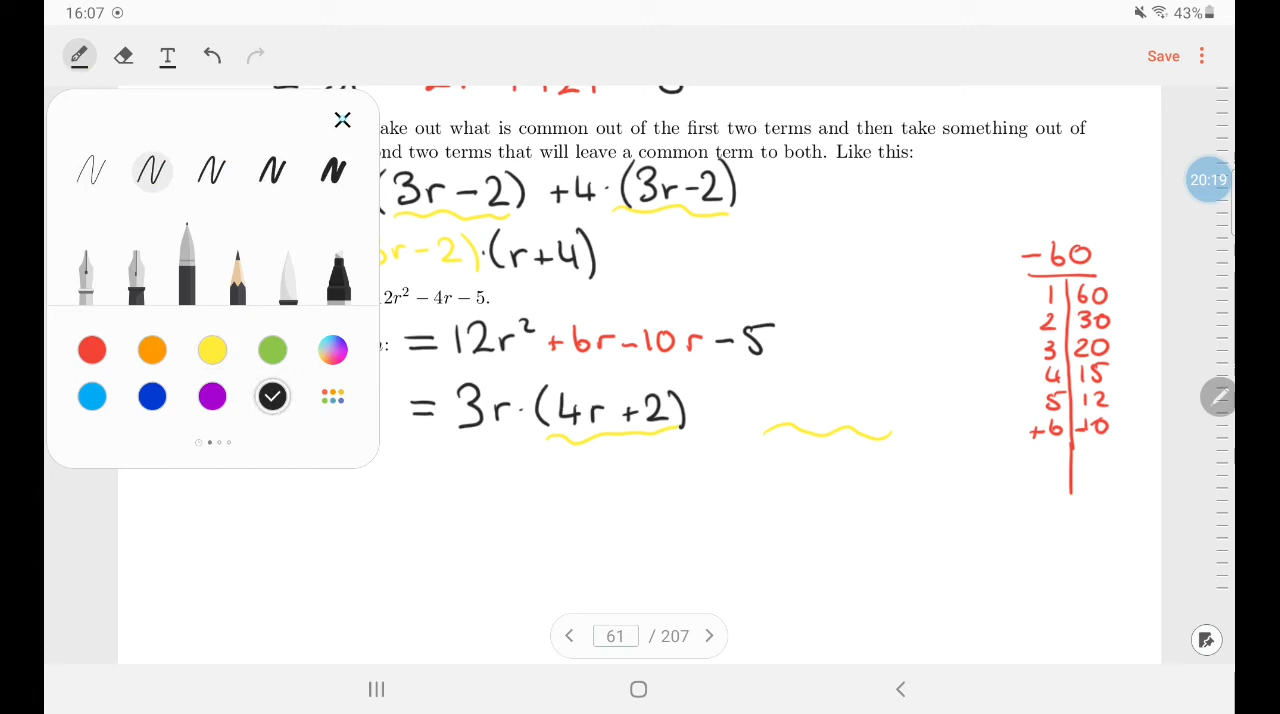 16:07
43%
T
Save
ake out what is common out of the first two terms and then take something out of
nd two terms that will leave a common term to both. Like this:
20:19
(3r-2) +4·(3r-2)
r-2)·(r+4)
2r² − 4r − 5.
: = 12r² +6r-10r -5
= 3r·(4r+2)
-60
1 60
2 30
3 20
4 15
5 12
+6 -10
61 / 207